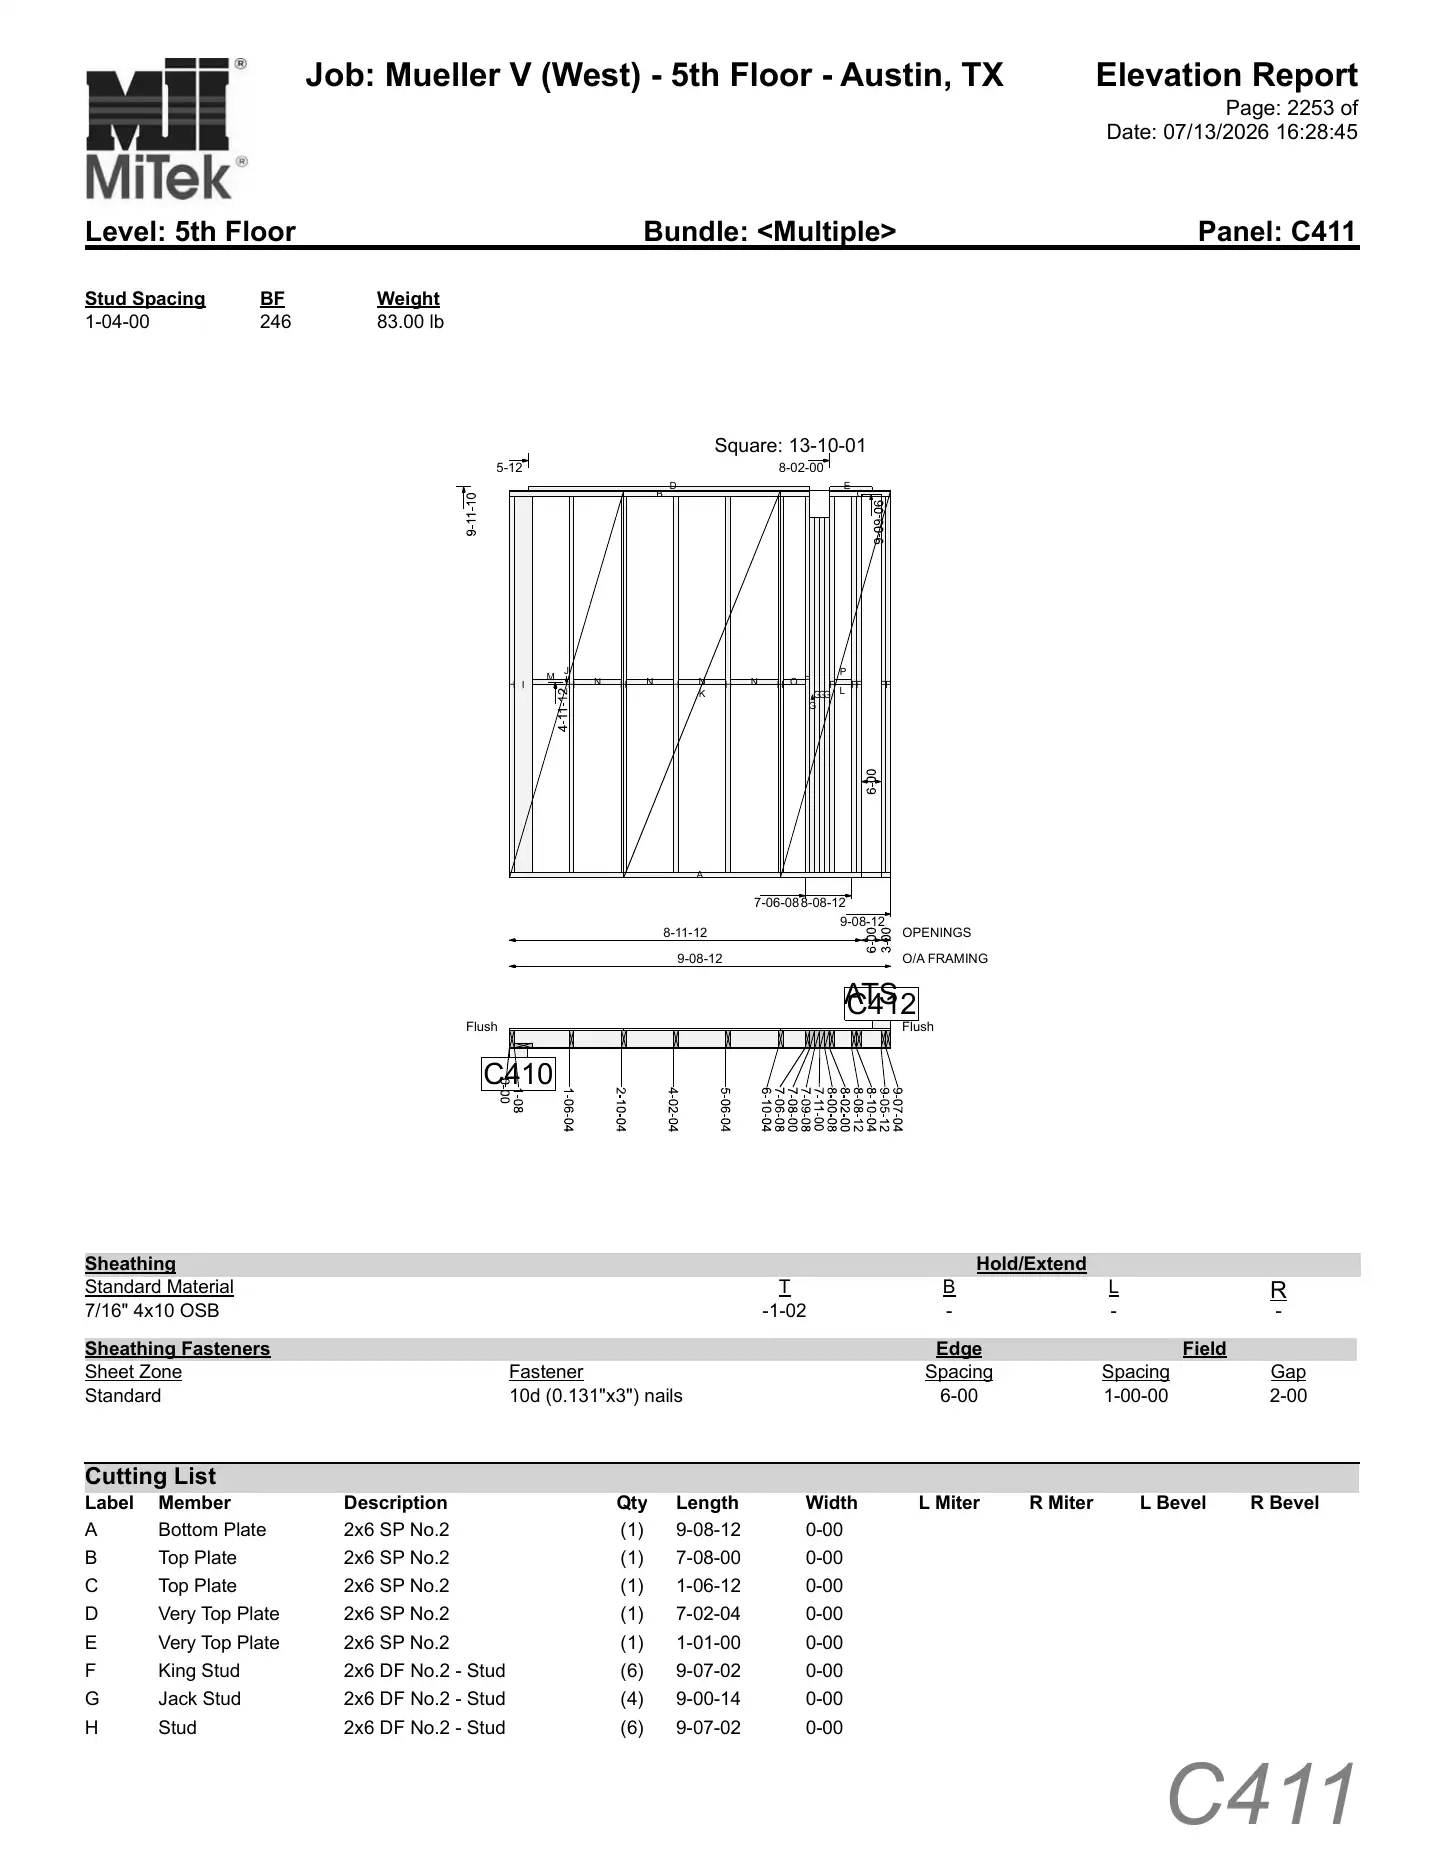 Job: Mueller V (West) - 5th Floor - Austin, TX
Elevation Report
Page: 2253 of
Date: 07/13/2026 16:28:45
MiTek®
Level: 5th Floor Bundle: <Multiple> Panel: C411
Stud Spacing BF Weight
1-04-00 246 83.00 lb
Square: 13-10-01
5-12 8-02-00
D E
B
9-11-10 9-09-06
J P
M N N N N O
I K L
G
4-11-12
6-00
A
7-06-08 8-08-12
9-08-12
8-11-12 6-00 3-00 OPENINGS
9-08-12 O/A FRAMING
ATS
C412
Flush Flush
C410
0-00 1-08 1-06-04 2-10-04 4-02-04 5-06-04 6-10-04 7-06-08 7-08-00 7-09-08 7-11-00 8-00-08 8-02-00 8-08-12 8-10-04 9-05-12 9-07-04
Sheathing Hold/Extend
Standard Material T B L R
7/16" 4x10 OSB -1-02 - - -
Sheathing Fasteners Edge Field
Sheet Zone Fastener Spacing Spacing Gap
Standard 10d (0.131"x3") nails 6-00 1-00-00 2-00
Cutting List
Label Member Description Qty Length Width L Miter R Miter L Bevel R Bevel
A Bottom Plate 2x6 SP No.2 (1) 9-08-12 0-00
B Top Plate 2x6 SP No.2 (1) 7-08-00 0-00
C Top Plate 2x6 SP No.2 (1) 1-06-12 0-00
D Very Top Plate 2x6 SP No.2 (1) 7-02-04 0-00
E Very Top Plate 2x6 SP No.2 (1) 1-01-00 0-00
F King Stud 2x6 DF No.2 - Stud (6) 9-07-02 0-00
G Jack Stud 2x6 DF No.2 - Stud (4) 9-00-14 0-00
H Stud 2x6 DF No.2 - Stud (6) 9-07-02 0-00
C411